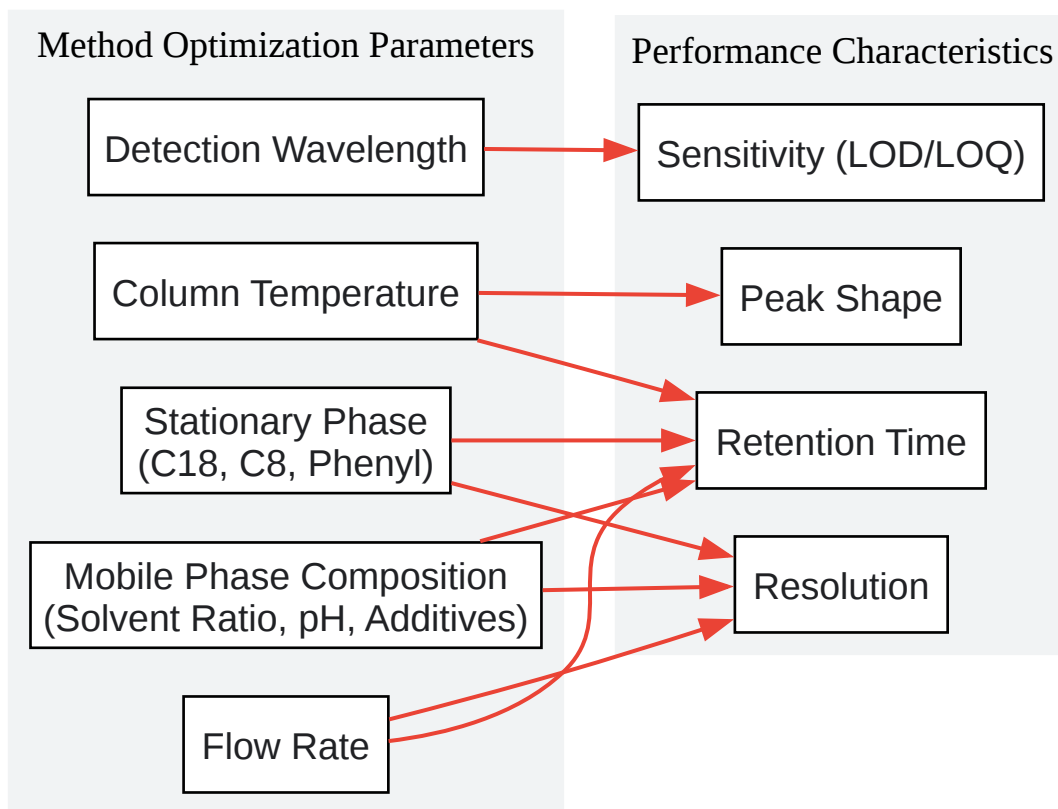 Method Optimization Parameters
Detection Wavelength
Column Temperature
Stationary Phase
(C18, C8, Phenyl)
Mobile Phase Composition
(Solvent Ratio, pH, Additives)
Flow Rate
Performance Characteristics
Sensitivity (LOD/LOQ)
Peak Shape
Retention Time
Resolution